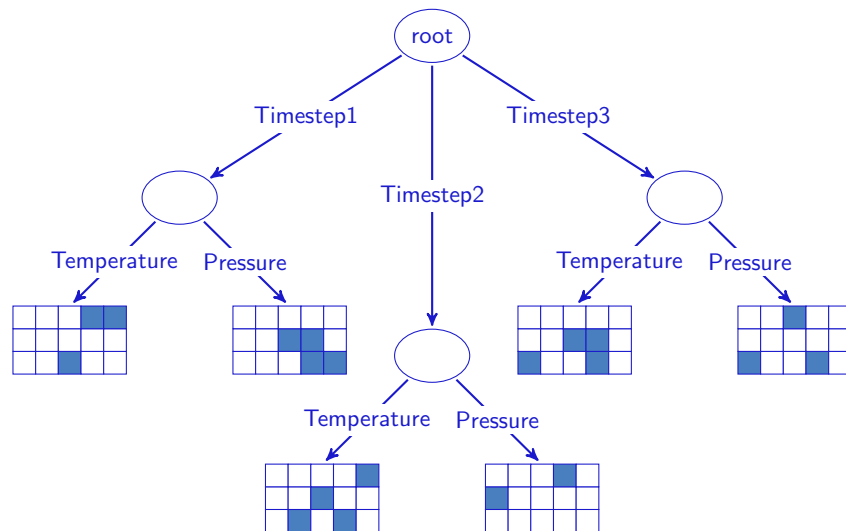 root
Timestep1
Timestep3
Timestep2
Temperature
Pressure
Temperature
Pressure
Temperature
Pressure